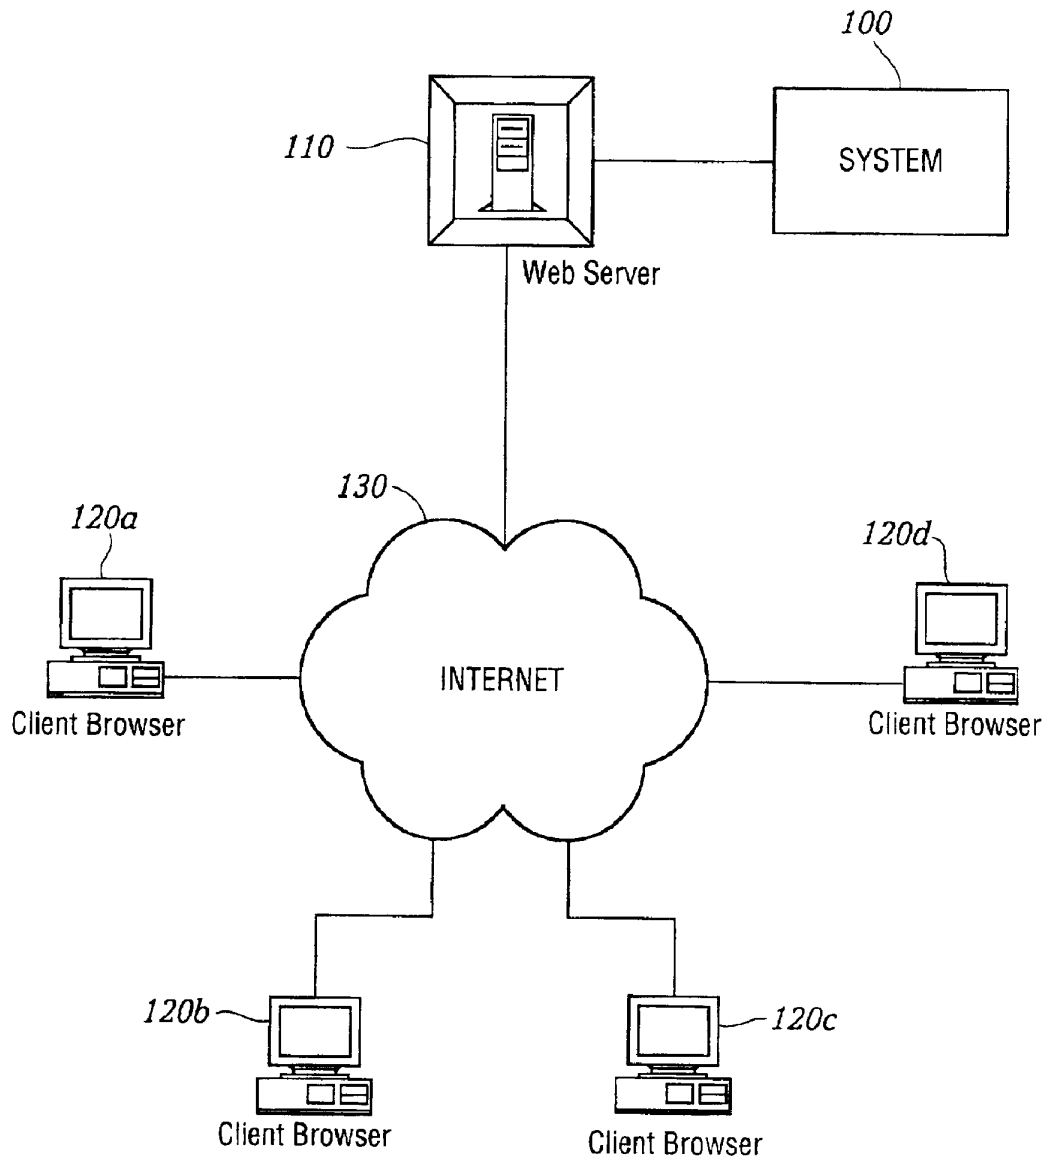 100
110
SYSTEM
Web Server
130
120a
120d
INTERNET
Client Browser
Client Browser
120b
120c
Client Browser
Client Browser